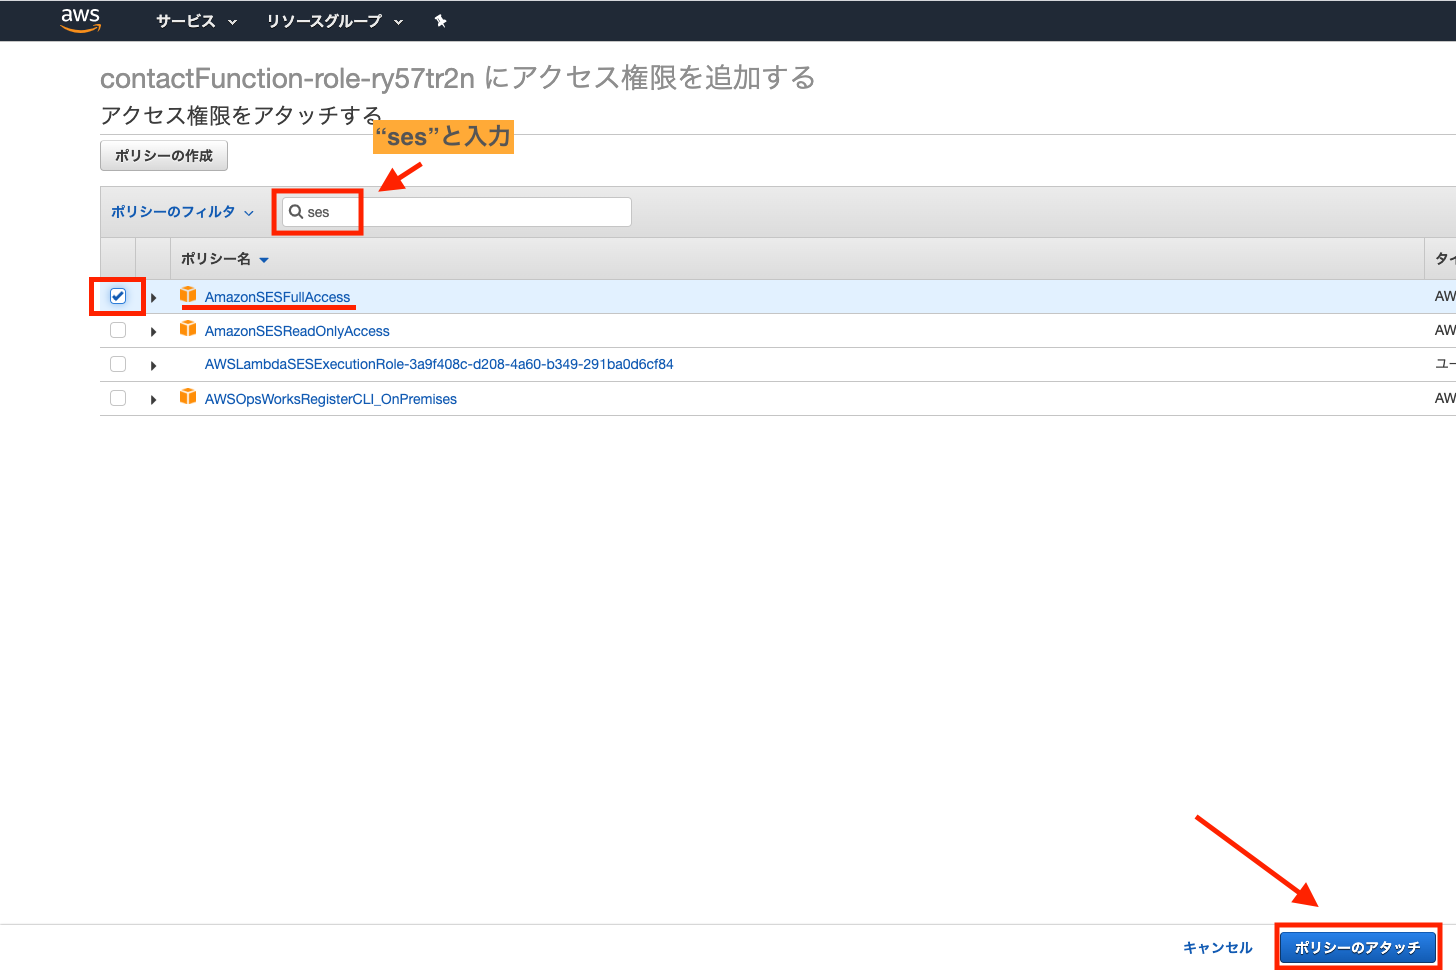 aws サービス リソースグループ
contactFunction-role-ry57tr2n にアクセス権限を追加する
アクセス権限をアタッチする
“ses”と入力
ポリシーの作成
ポリシーのフィルタ ses
ポリシー名 タイ
AmazonSESFullAccess AW
AmazonSESReadOnlyAccess AW
AWSLambdaSESExecutionRole-3a9f408c-d208-4a60-b349-291ba0d6cf84 ユー
AWSOpsWorksRegisterCLI_OnPremises AW
キャンセル ポリシーのアタッチ